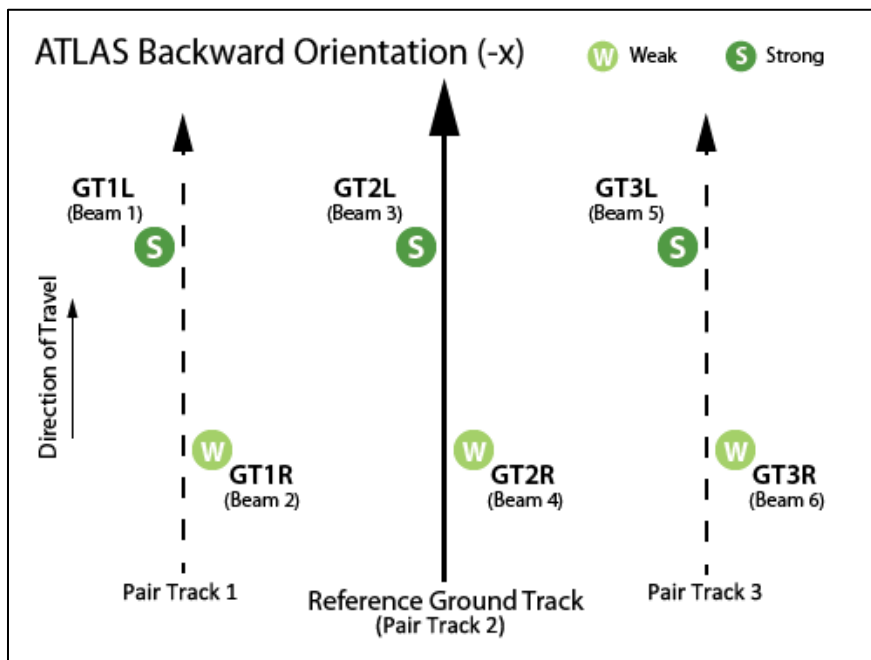 ATLAS Backward Orientation (-x)
W Weak
S Strong
GT1L
(Beam 1)
S
GT2L
(Beam 3)
S
GT3L
(Beam 5)
S
Direction of Travel
W
GT1R
(Beam 2)
W
GT2R
(Beam 4)
W
GT3R
(Beam 6)
Pair Track 1
Reference Ground Track
(Pair Track 2)
Pair Track 3